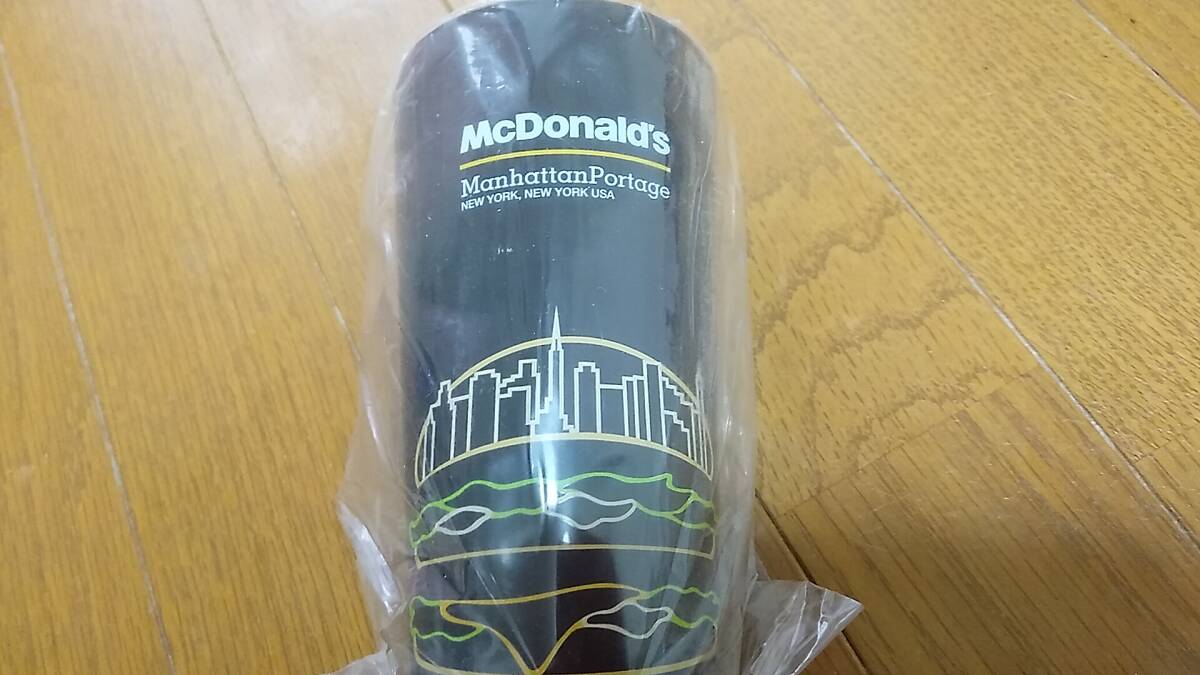 McDonald's
ManhattanPortage
NEW YORK, NEW YORK USA